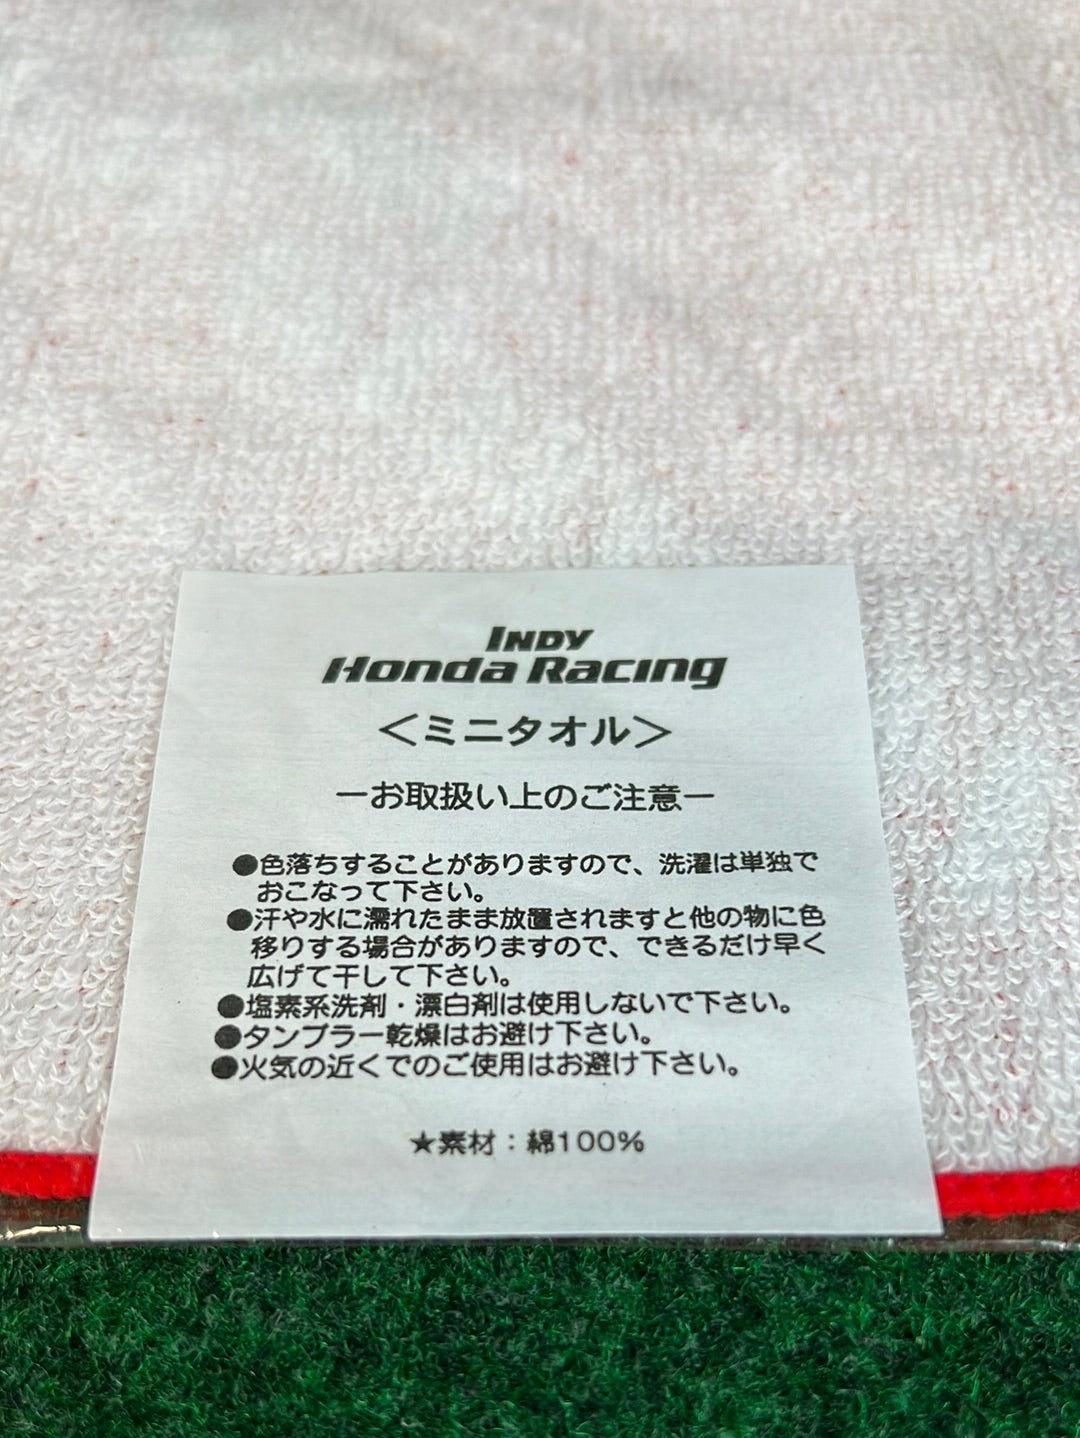 INDY
Honda Racing
＜ミニタオル＞
ーお取扱い上のご注意ー
●色落ちすることがありますので、洗濯は単独で
おこなって下さい。
●汗や水に濡れたまま放置されますと他の物に色
移りする場合がありますので、できるだけ早く
広げて干して下さい。
●塩素系洗剤・漂白剤は使用しないで下さい。
●タンブラー乾燥はお避け下さい。
●火気の近くでのご使用はお避け下さい。
★素材：綿100%